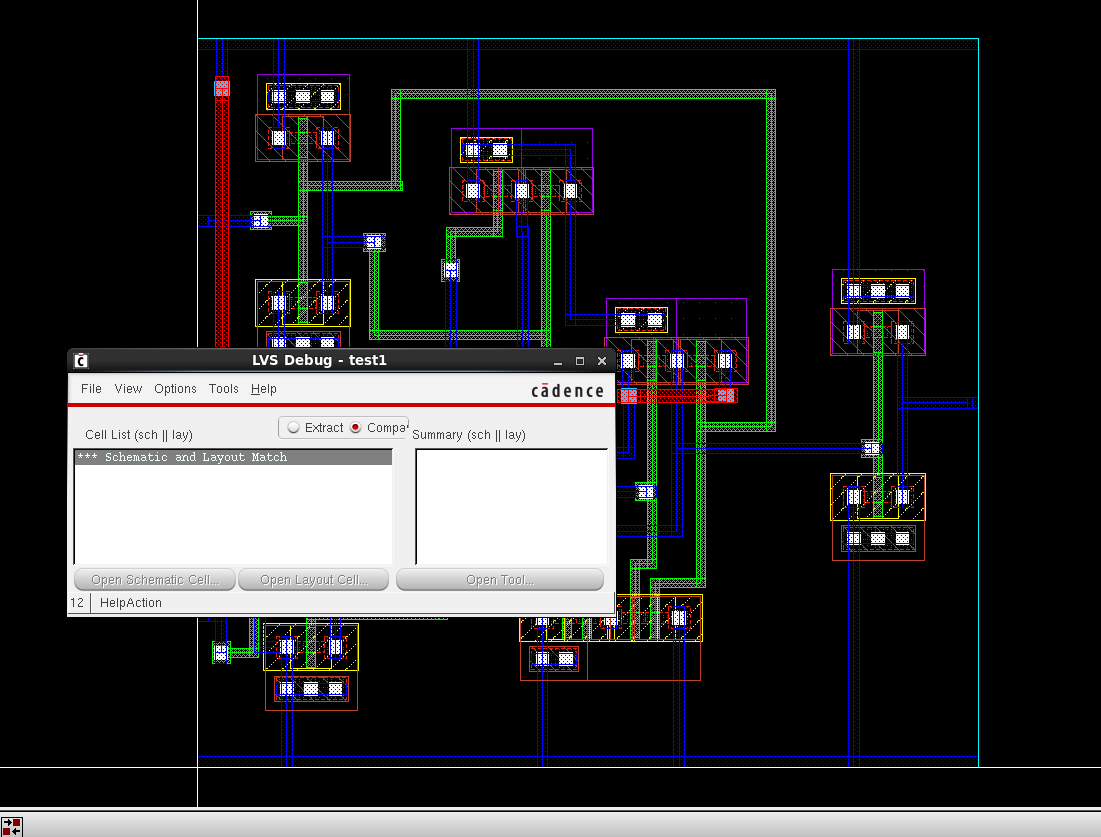 LVS Debug - test1
File View Options Tools Help
cādence
Cell List (sch || lay)
Extract
Compa
Summary (sch || lay)
*** Schematic and Layout Match
Open Schematic Cell...
Open Layout Cell...
Open Tool...
12 HelpAction